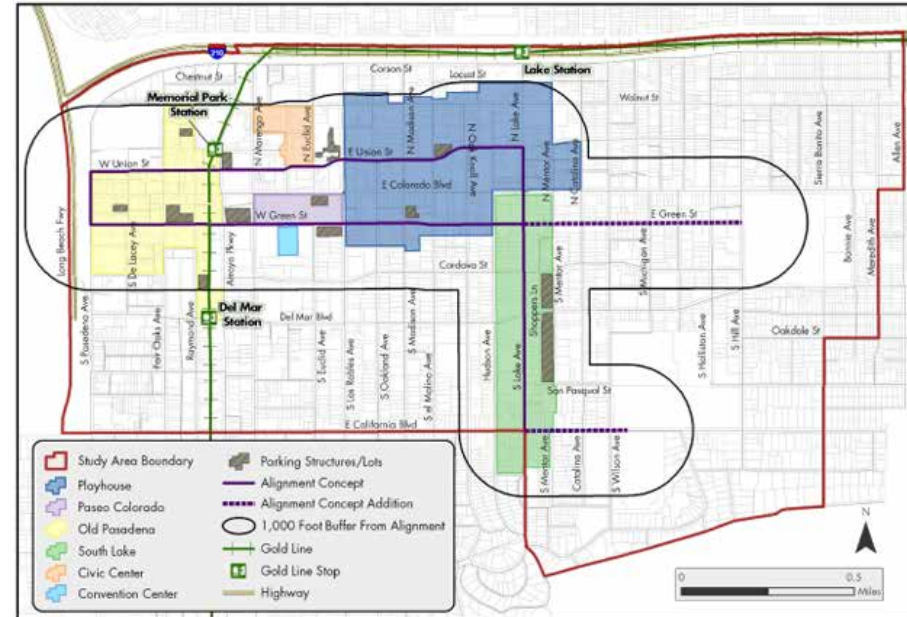 210
Chestnut St
Corson St
Locust St
Lake Station
Walnut St
Memorial Park
Station
N Marengo Ave
N Euclid Ave
N Madison Ave
N Oak Knoll Ave
N Lake Ave
N Mentor Ave
N Catalina Ave
Sierra Bonita Ave
Allen Ave
W Union St
E Union St
E Colorado Blvd
W Green St
E Green St
Long Beach Fwy
S De Lacey Ave
Arroyo Pkwy
Cordova St
Shoppers Ln
S Mentor Ave
S Michigan Ave
Bonnie Ave
Meredith Ave
Del Mar
Station
Del Mar Blvd
S Pasadena Ave
Fair Oaks Ave
Raymond Ave
S Euclid Ave
S Los Robles Ave
S Oakland Ave
S Madison Ave
S el Molino Ave
Hudson Ave
S Lake Ave
S Holliston Ave
S Hill Ave
Oakdale St
San Pasqual St
E California Blvd
S Mentor Ave
Catalina Ave
S Wilson Ave
Study Area Boundary
Playhouse
Paseo Colorado
Old Pasadena
South Lake
Civic Center
Convention Center
Parking Structures/Lots
Alignment Concept
Alignment Concept Addition
1,000 Foot Buffer From Alignment
Gold Line
Gold Line Stop
Highway
N
0 0.5
Miles